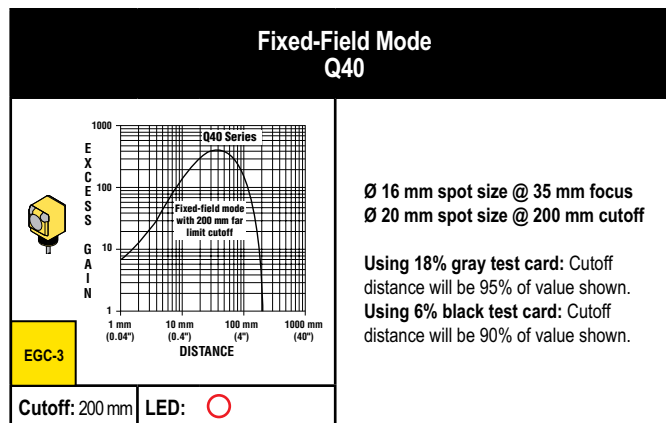 Fixed-Field Mode
Q40
1000
100
10
1
EXCESS GAIN
Q40 Series
Fixed-field mode
with 200 mm far
limit cutoff
1 mm 10 mm 100 mm 1000 mm
(0.04") (0.4") (4") (40")
DISTANCE
EGC-3
Cutoff: 200 mm
LED:
Ø 16 mm spot size @ 35 mm focus
Ø 20 mm spot size @ 200 mm cutoff
Using 18% gray test card: Cutoff
distance will be 95% of value shown.
Using 6% black test card: Cutoff
distance will be 90% of value shown.